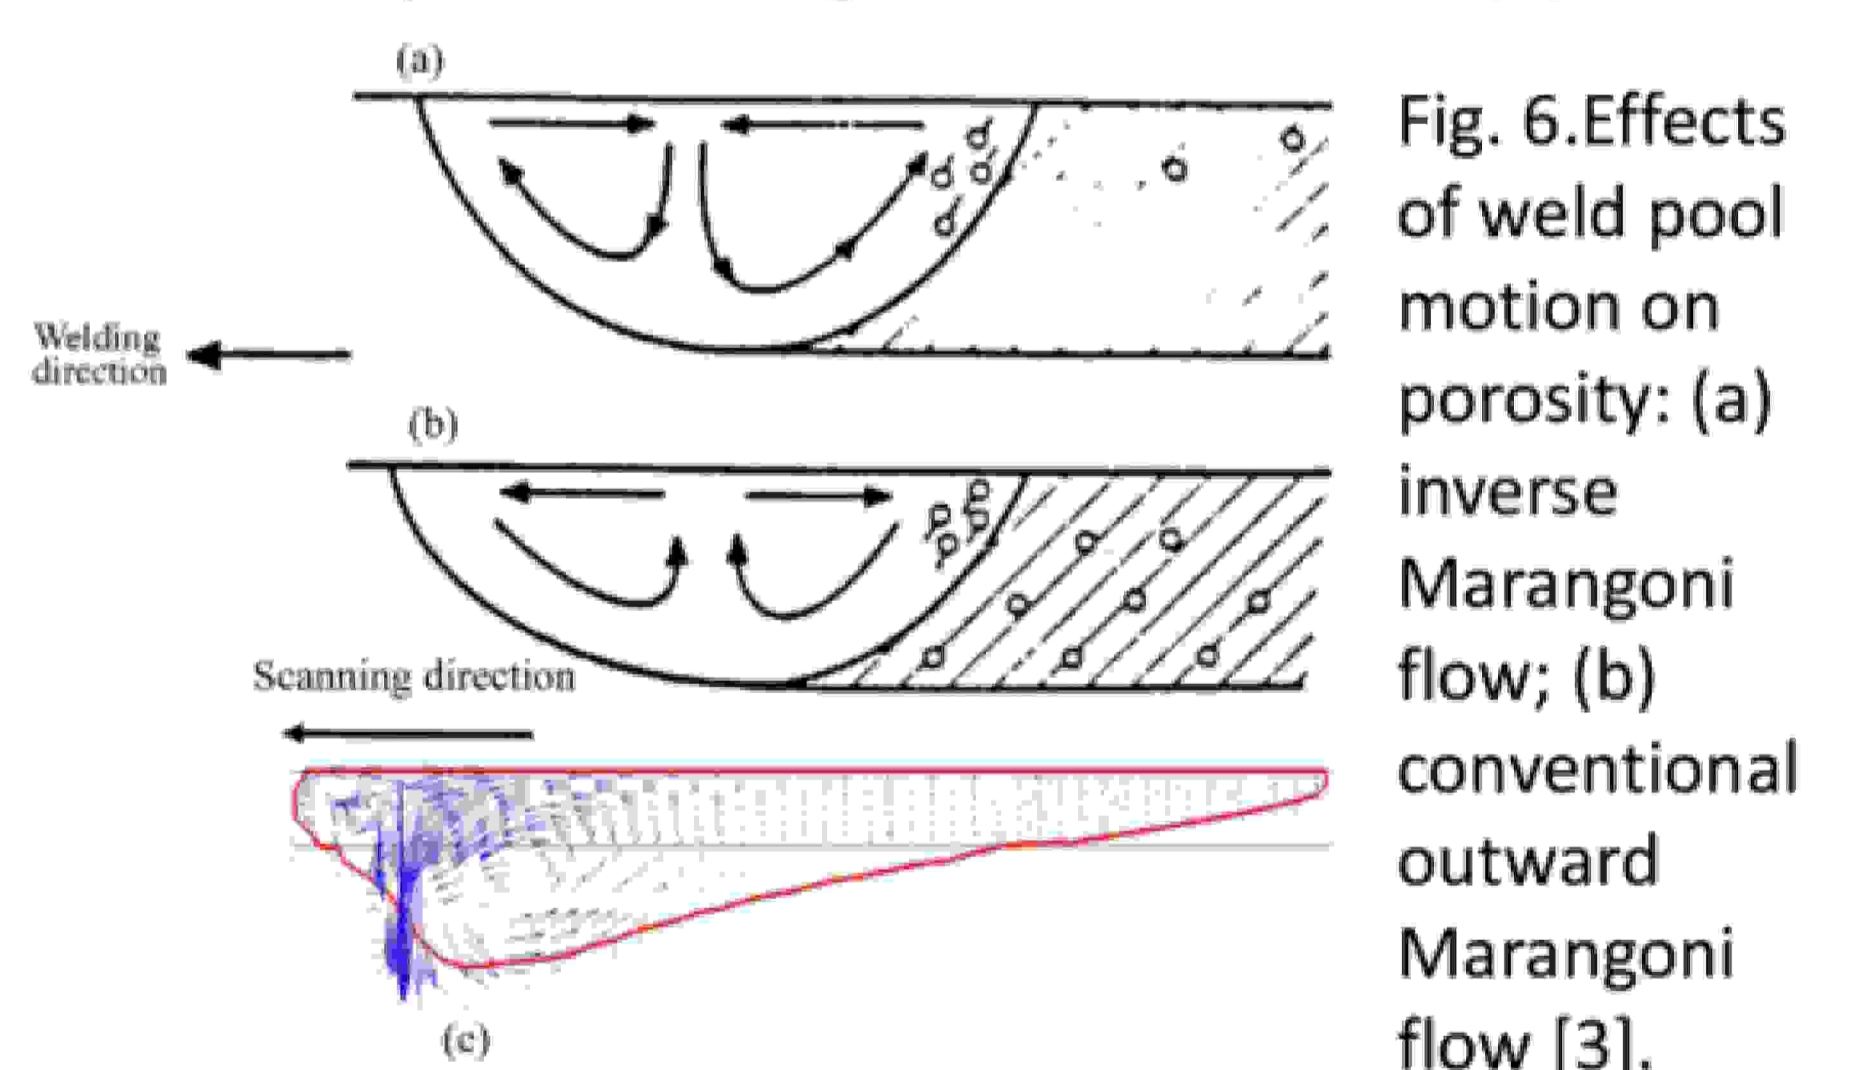 (a)
Welding
direction
(b)
Scanning direction
(c)
Fig. 6.Effects
of weld pool
motion on
porosity: (a)
inverse
Marangoni
flow; (b)
conventional
outward
Marangoni
flow [3].